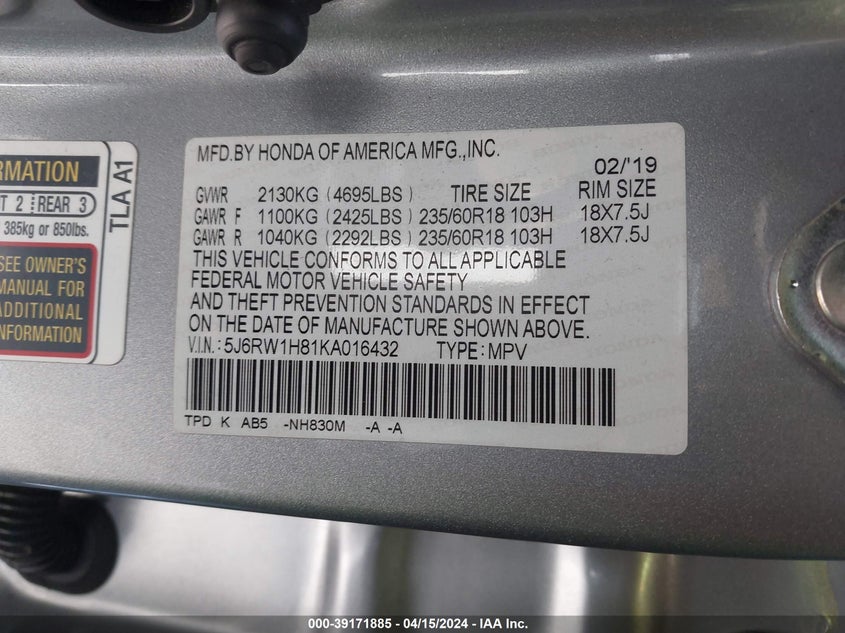 RMATION
T 2 REAR 3
385kg or 850lbs.
SEE OWNER'S
MANUAL FOR
ADDITIONAL
NFORMATION
TLA A1
MFD.BY HONDA OF AMERICA MFG.,INC.
02/'19
GVWR 2130KG (4695LBS) TIRE SIZE RIM SIZE
GAWR F 1100KG (2425LBS) 235/60R18 103H 18X7.5J
GAWR R 1040KG (2292LBS) 235/60R18 103H 18X7.5J
THIS VEHICLE CONFORMS TO ALL APPLICABLE
FEDERAL MOTOR VEHICLE SAFETY
AND THEFT PREVENTION STANDARDS IN EFFECT
ON THE DATE OF MANUFACTURE SHOWN ABOVE.
V.I.N.: 5J6RW1H81KA016432 TYPE: MPV
TPD K AB5 -NH830M -A -A
000-39171885 - 04/15/2024 - IAA Inc.